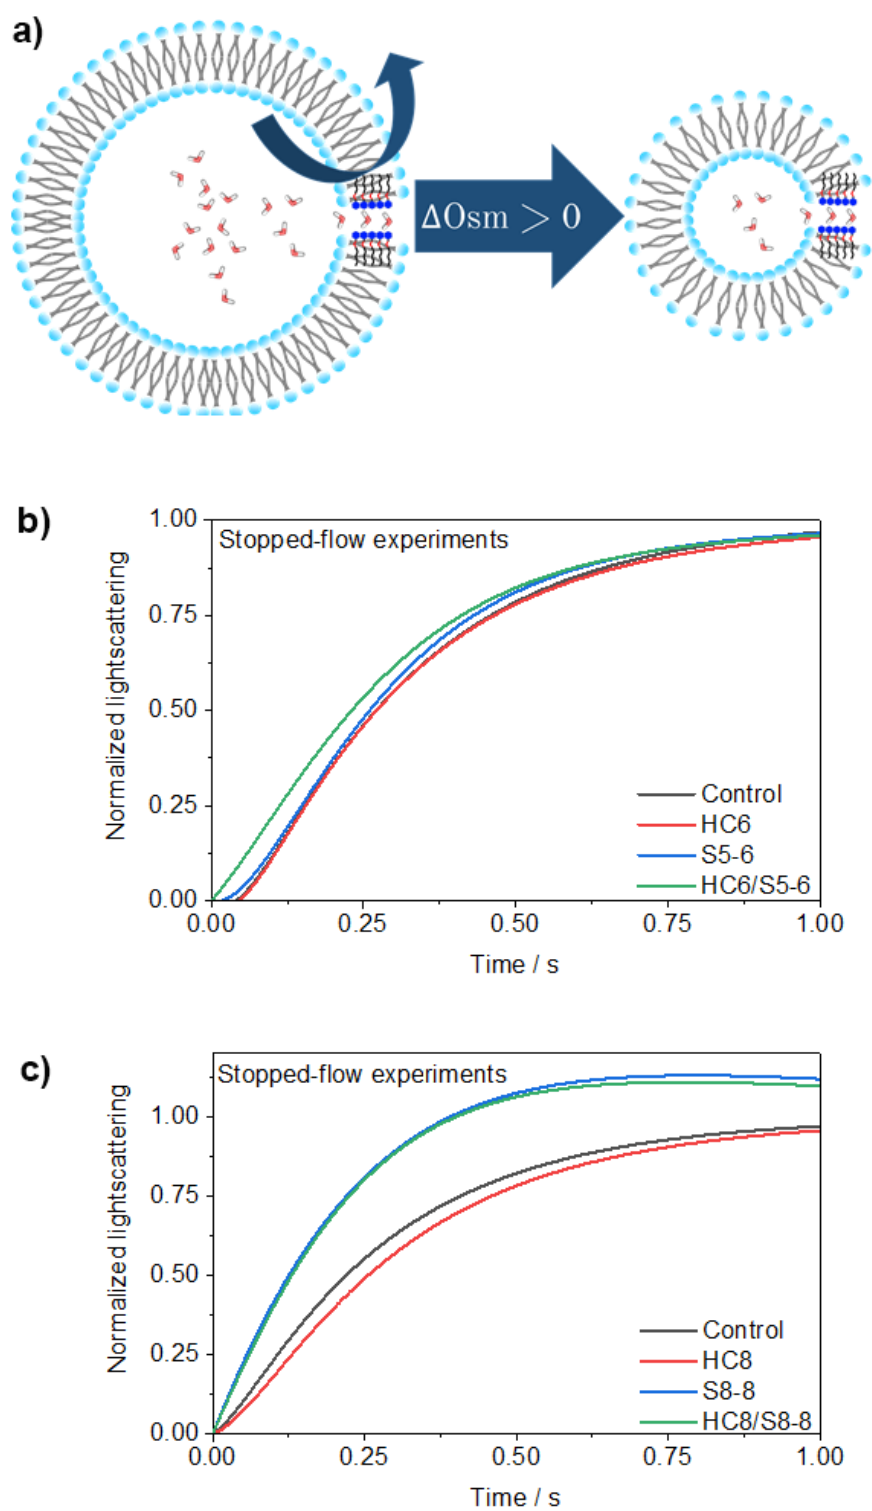 a)
ΔOsm > 0
b)
Stopped-flow experiments
1.00
0.75
0.50
0.25
0.00
Normalized lightscattering
Control
HC6
S5-6
HC6/S5-6
0.00 0.25 0.50 0.75 1.00
Time / s
c)
Stopped-flow experiments
1.00
0.75
0.50
0.25
0.00
Normalized lightscattering
Control
HC8
S8-8
HC8/S8-8
0.00 0.25 0.50 0.75 1.00
Time / s